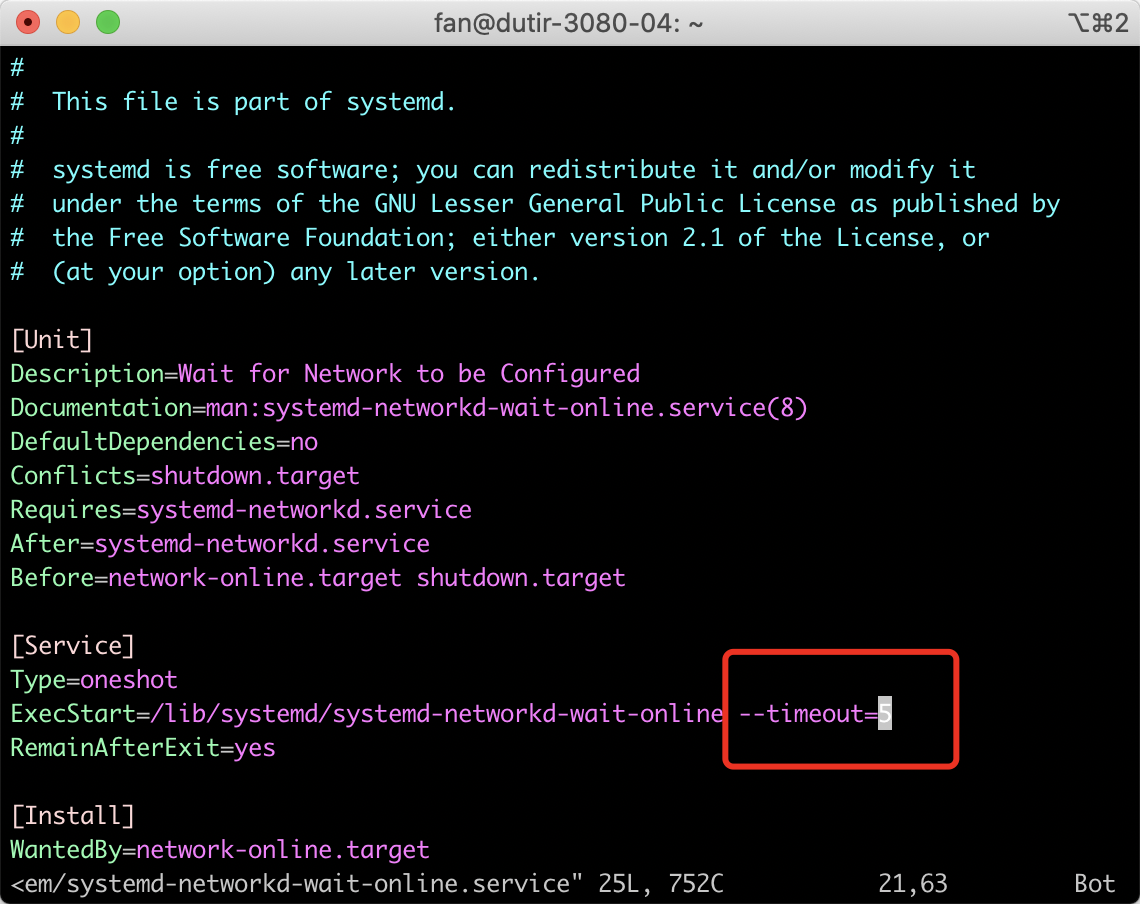 fan@dutir-3080-04: ~
⌥⌘2
#
#  This file is part of systemd.
#
#  systemd is free software; you can redistribute it and/or modify it
#  under the terms of the GNU Lesser General Public License as published by
#  the Free Software Foundation; either version 2.1 of the License, or
#  (at your option) any later version.

[Unit]
Description=Wait for Network to be Configured
Documentation=man:systemd-networkd-wait-online.service(8)
DefaultDependencies=no
Conflicts=shutdown.target
Requires=systemd-networkd.service
After=systemd-networkd.service
Before=network-online.target shutdown.target

[Service]
Type=oneshot
ExecStart=/lib/systemd/systemd-networkd-wait-online --timeout=5
RemainAfterExit=yes

[Install]
WantedBy=network-online.target
<em/systemd-networkd-wait-online.service" 25L, 752C 21,63 Bot